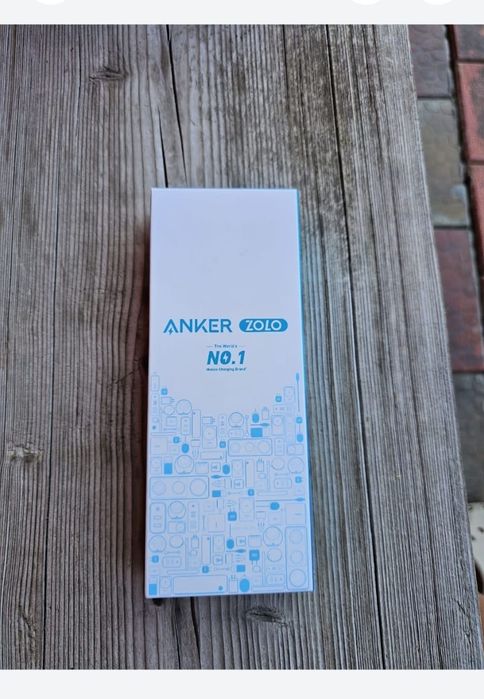 ANKER ZOLO
The World's
NO.1
Mobile Charging Brand